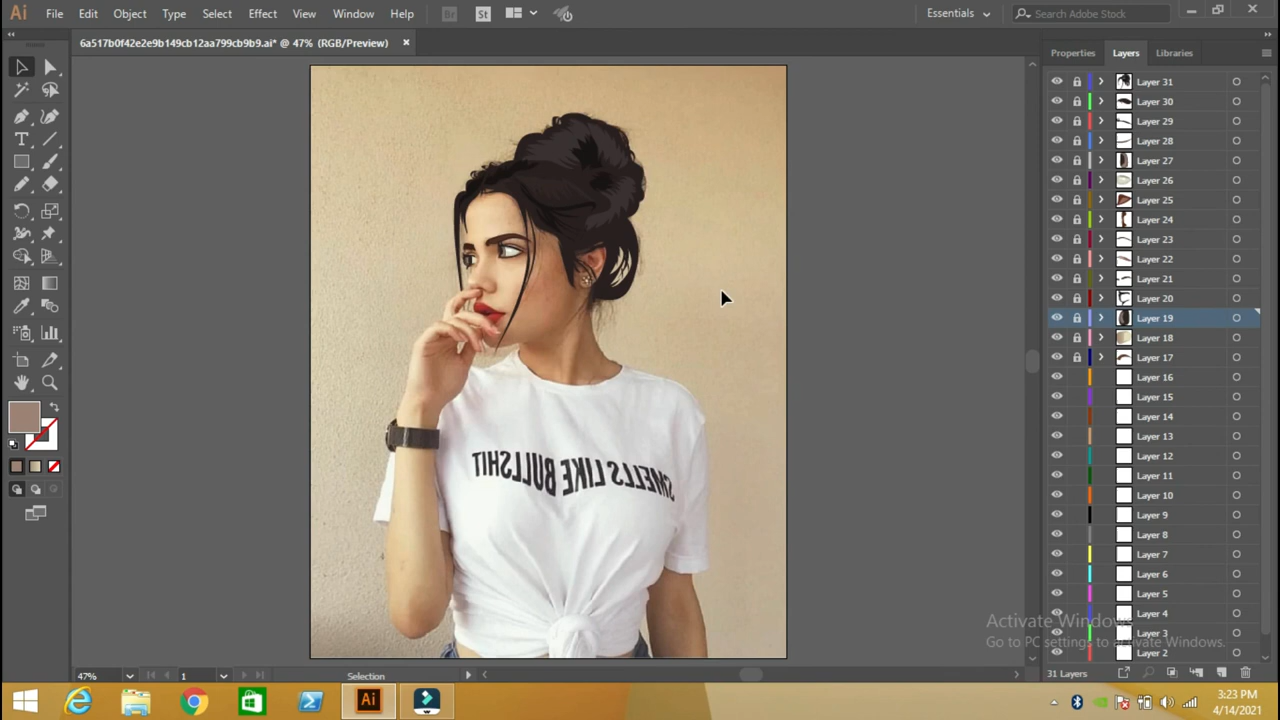 Ai File Edit Object Type Select Effect View Window Help Br St Essentials Search Adobe Stock
6a517b0f42e2e9b149cb12aa799cb9b9.ai* @ 47% (RGB/Preview) ×
Properties Layers Libraries
Layer 31
Layer 30
Layer 29
Layer 28
Layer 27
Layer 26
Layer 25
Layer 24
Layer 23
Layer 22
Layer 21
Layer 20
Layer 19
Layer 18
Layer 17
Layer 16
Layer 15
Layer 14
Layer 13
Layer 12
Layer 11
Layer 10
Layer 9
Layer 8
Layer 7
Layer 6
Layer 5
Layer 4
Layer 3
Layer 2
SMELLS LIKE BULLSHIT
Activate Windows
Go to PC settings to activate Windows.
47% 1 Selection 31 Layers
Ai
3:23 PM
4/14/2021